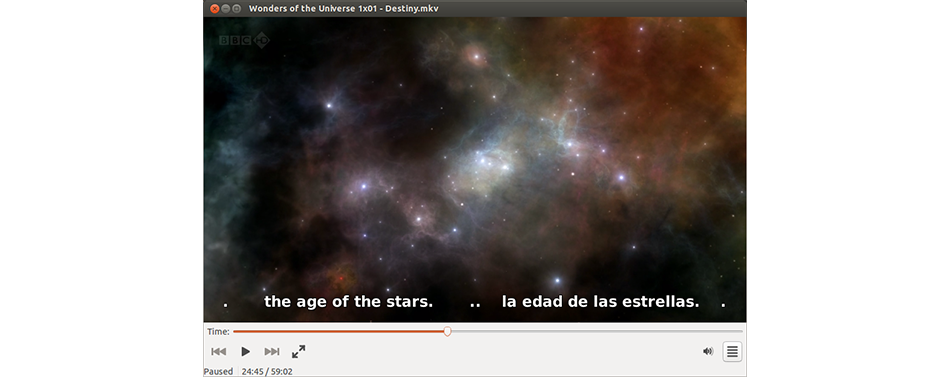 Wonders of the Universe 1x01 - Destiny.mkv
BBC HD
. the age of the stars. .. la edad de las estrellas. .
Time:
Paused 24:45 / 59:02